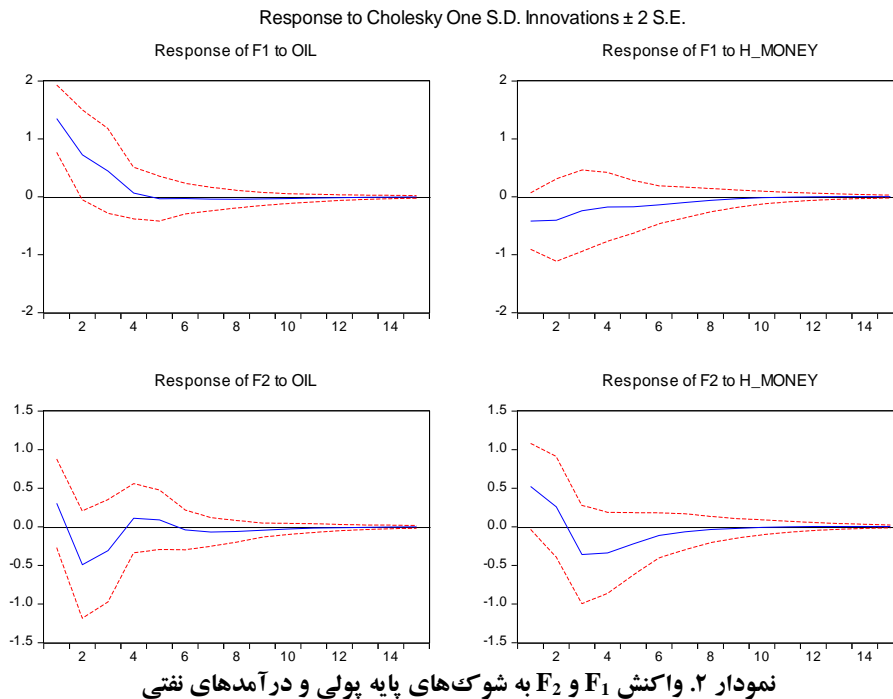 Response to Cholesky One S.D. Innovations ± 2 S.E.
Response of F1 to OIL
2
1
0
-1
-2
2 4 6 8 10 12 14
Response of F1 to H_MONEY
2
1
0
-1
-2
2 4 6 8 10 12 14
Response of F2 to OIL
1.5
1.0
0.5
0.0
-0.5
-1.0
-1.5
2 4 6 8 10 12 14
Response of F2 to H_MONEY
1.5
1.0
0.5
0.0
-0.5
-1.0
-1.5
2 4 6 8 10 12 14
نمودار ۲. واکنش F₁ و F₂ به شوک‌های پایه پولی و درآمدهای نفتی